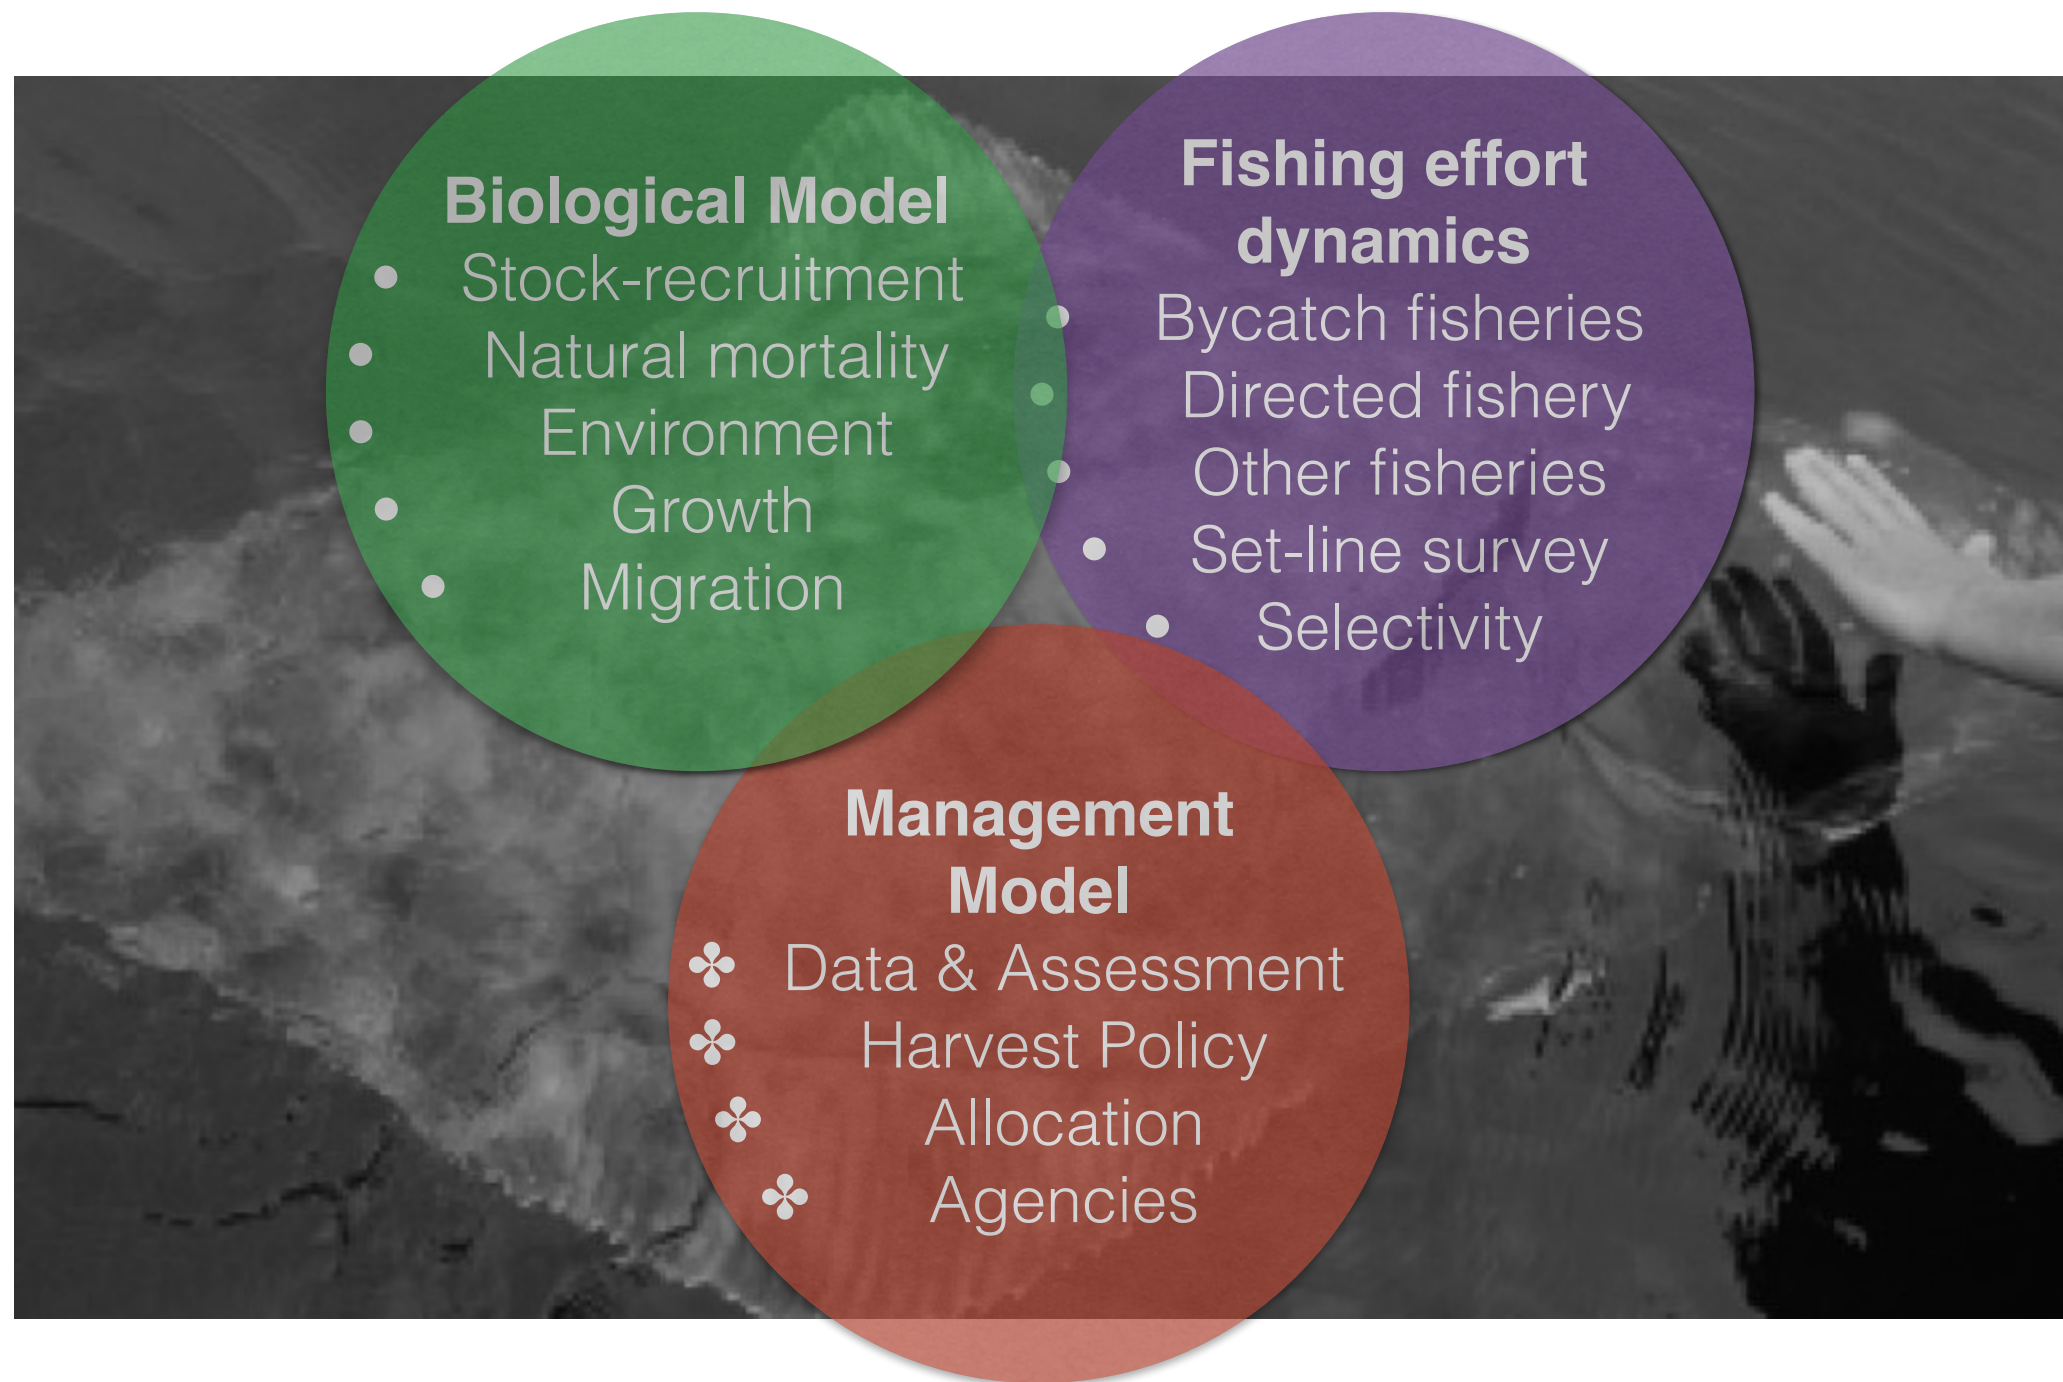 Biological Model
• Stock-recruitment
• Natural mortality
• Environment
• Growth
• Migration
Fishing effort
dynamics
• Bycatch fisheries
• Directed fishery
• Other fisheries
• Set-line survey
• Selectivity
Management
Model
✤ Data & Assessment
✤ Harvest Policy
✤ Allocation
✤ Agencies